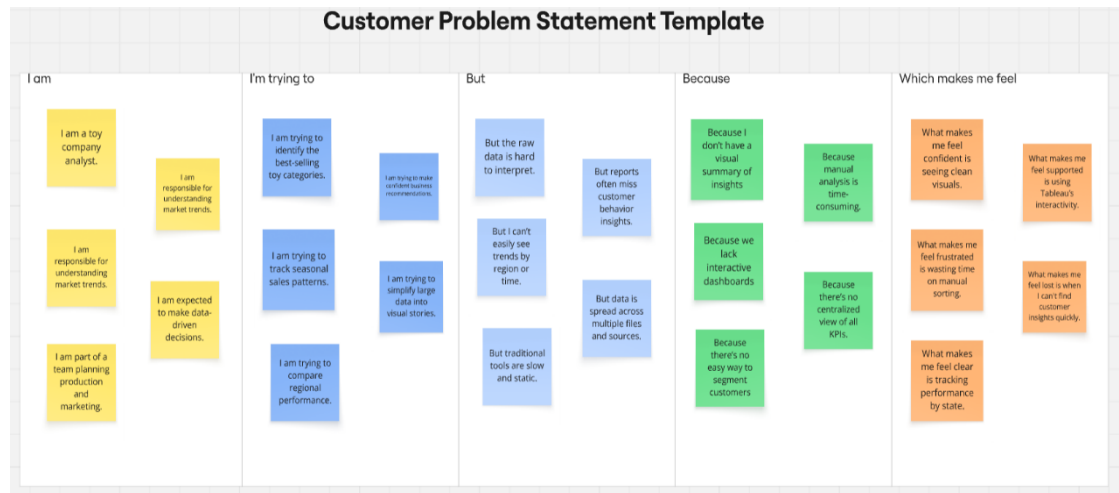 Customer Problem Statement Template
I am
I'm trying to
But
Because
Which makes me feel
I am a toy
company
analyst.
I am
responsible for
understanding
market trends.
I am
responsible for
understanding
market trends.
I am expected
to make data-
driven
decisions.
I am part of a
team planning
production
and
marketing.
I am trying to
identify the
best-selling
toy categories.
I am trying to make
confident business
recommendations.
I am trying to
track seasonal
sales patterns.
I am trying to
simplify large
data into
visual stories.
I am trying to
compare
regional
performance.
But the raw
data is hard
to interpret.
But reports
often miss
customer
behavior
insights.
But I can't
easily see
trends by
region or
time.
But data is
spread across
multiple files
and sources.
But traditional
tools are slow
and static.
Because I
don't have a
visual
summary of
insights
Because
manual
analysis is
time-
consuming.
Because we
lack
interactive
dashboards
Because
there's no
centralized
view of all
KPIs.
Because
there's no
easy way to
segment
customers
What makes
me feel
confident is
seeing clean
visuals.
What makes me
feel supported
is using
Tableau's
interactivity.
What makes me
feel frustrated
is wasting time
on manual
sorting.
What makes me
feel lost is when
I can't find
customer
insights quickly.
What makes
me feel clear
is tracking
performance
by state.